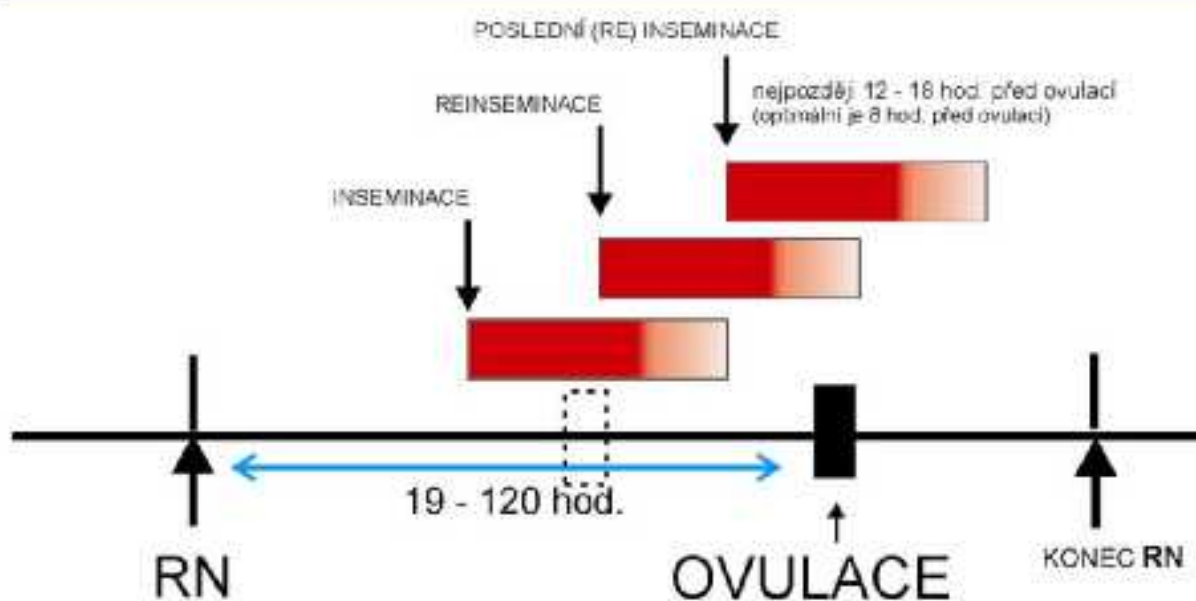 POSLEDNÍ (RE) INSEMINACE
nejpozději 12 - 18 hod. před ovulací
(optimální je 8 hod. před ovulací)
REINSEMINACE
INSEMINACE
19 - 120 hod.
RN
OVULACE
KONEC RN